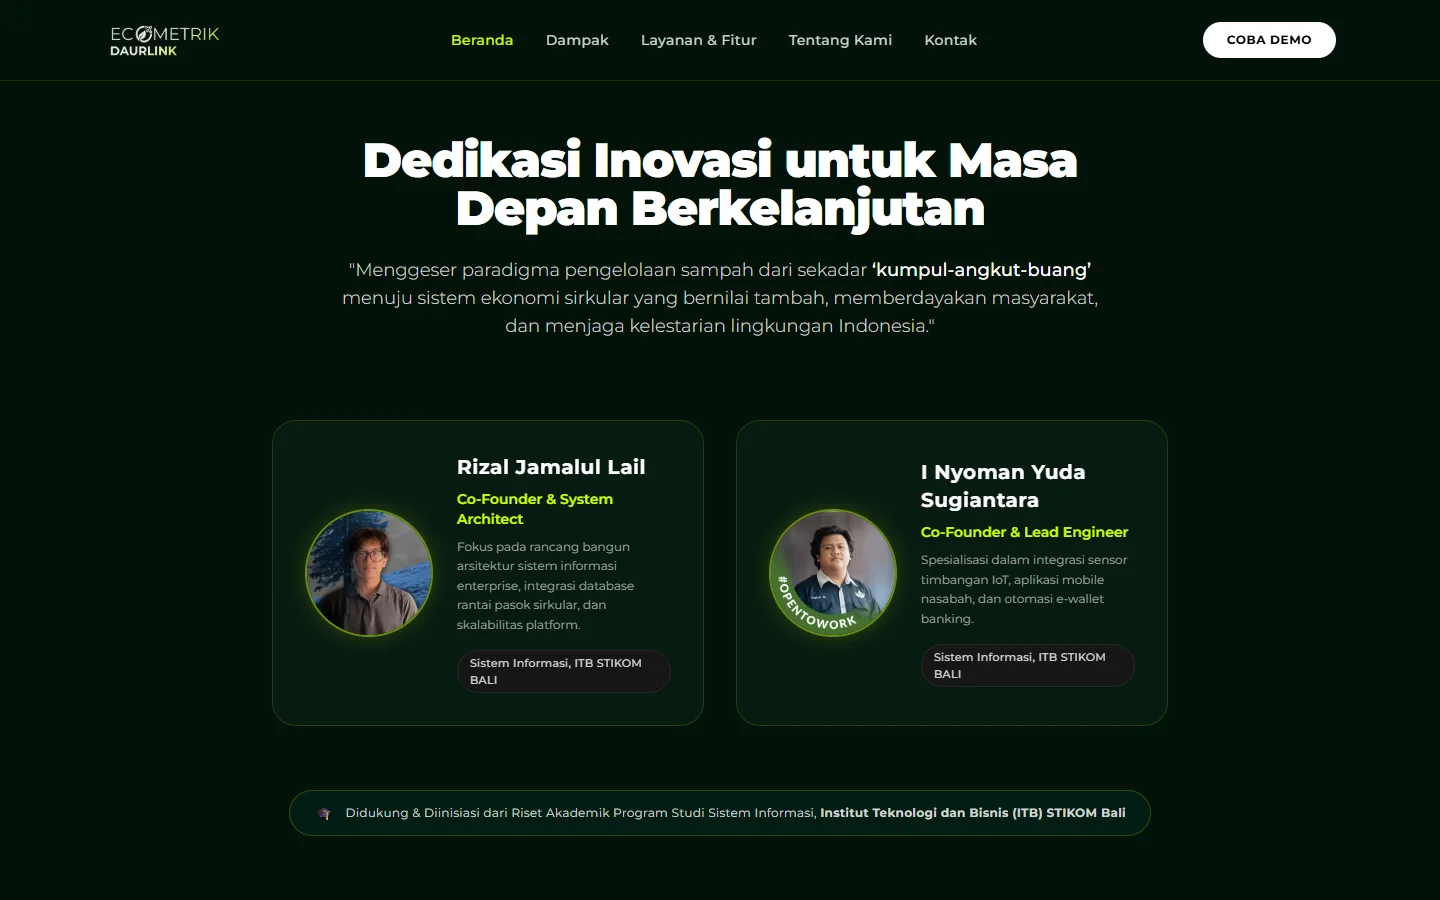 ECOMETRIK
DAURLINK
Beranda
Dampak
Layanan & Fitur
Tentang Kami
Kontak
COBA DEMO
Dedikasi Inovasi untuk Masa
Depan Berkelanjutan
"Menggeser paradigma pengelolaan sampah dari sekadar ‘kumpul-angkut-buang’
menuju sistem ekonomi sirkular yang bernilai tambah, memberdayakan masyarakat,
dan menjaga kelestarian lingkungan Indonesia."
Rizal Jamalul Lail
Co-Founder & System
Architect
Fokus pada rancang bangun
arsitektur sistem informasi
enterprise, integrasi database
rantai pasok sirkular, dan
skalabilitas platform.
Sistem Informasi, ITB STIKOM
BALI
#OPENTOWORK
I Nyoman Yuda
Sugiantara
Co-Founder & Lead Engineer
Spesialisasi dalam integrasi sensor
timbangan IoT, aplikasi mobile
nasabah, dan otomasi e-wallet
banking.
Sistem Informasi, ITB STIKOM
BALI
Didukung & Diinisiasi dari Riset Akademik Program Studi Sistem Informasi, Institut Teknologi dan Bisnis (ITB) STIKOM Bali